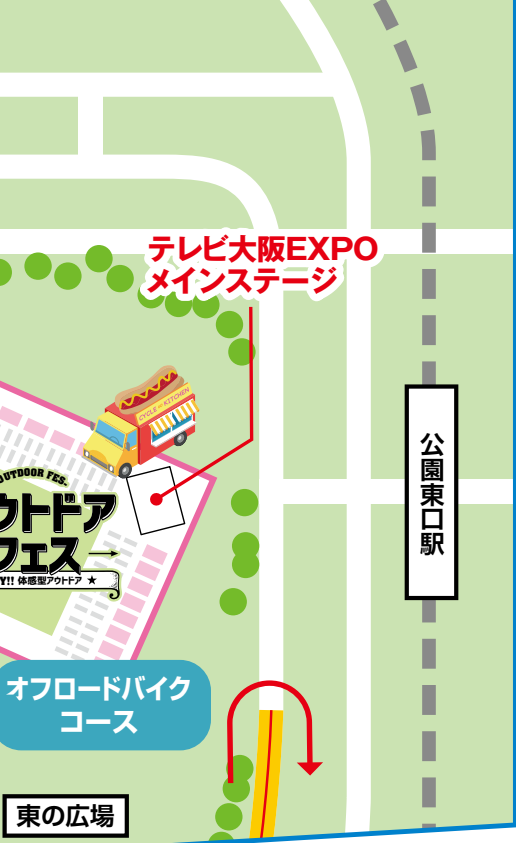 テレビ大阪EXPO
メインステージ
CYCLE KITCHEN
公園東口駅
OUTDOOR FES.
ウトドア
フェス
Y!! 体感型アウトドア ★
オフロードバイク
コース
東の広場